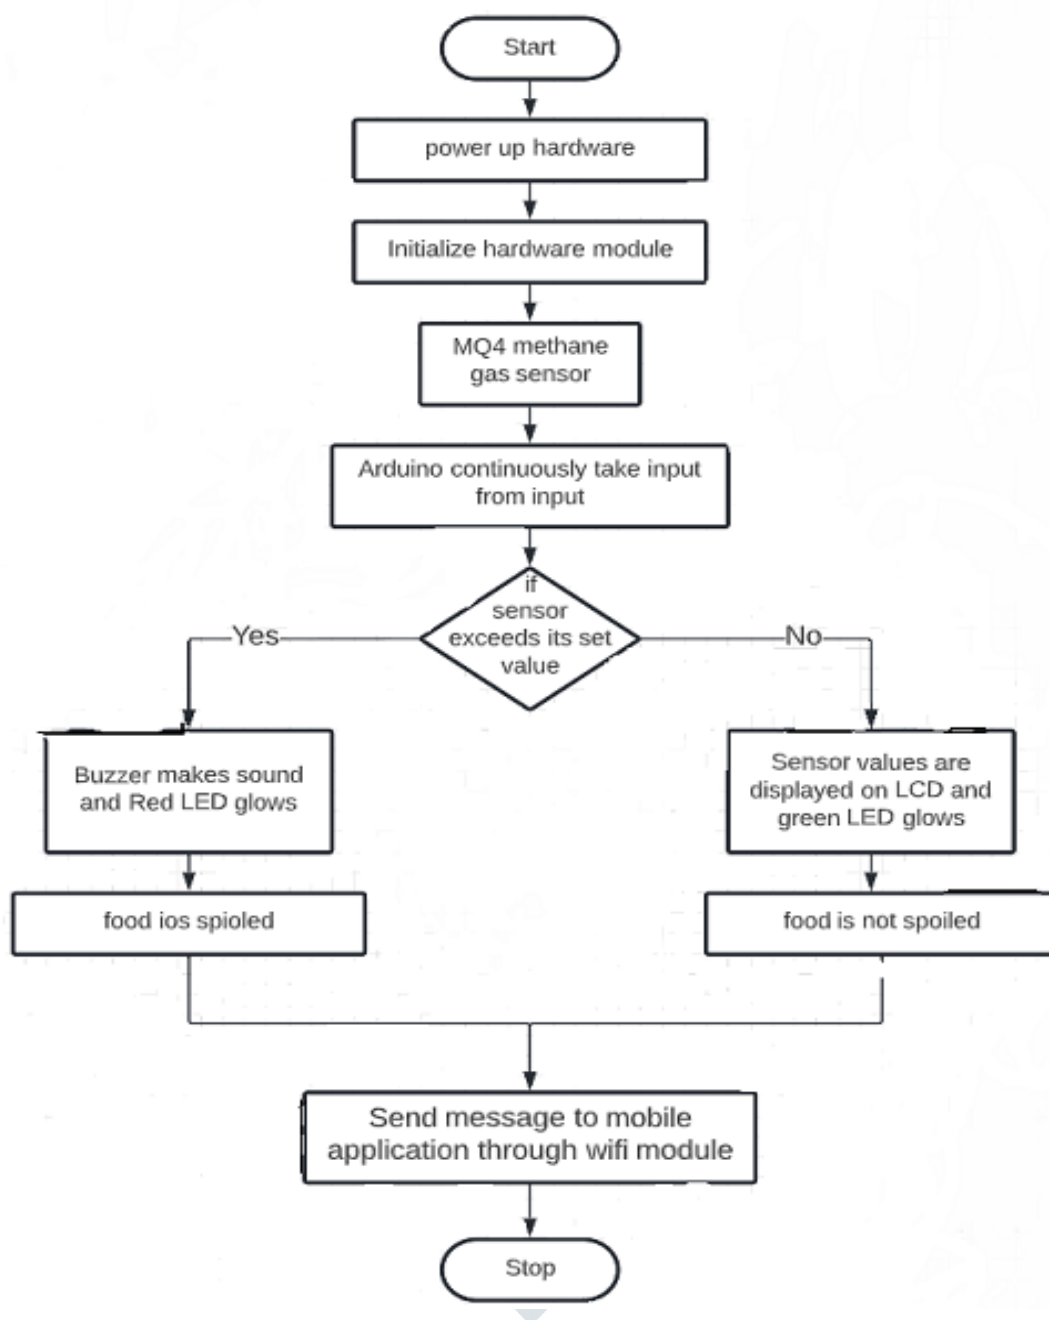 Start
power up hardware
Initialize hardware module
MQ4 methane
gas sensor
Arduino continuously take input
from input
if
sensor
exceeds its set
value
Yes
No
Buzzer makes sound
and Red LED glows
Sensor values are
displayed on LCD and
green LED glows
food ios spioled
food is not spoiled
Send message to mobile
application through wifi module
Stop